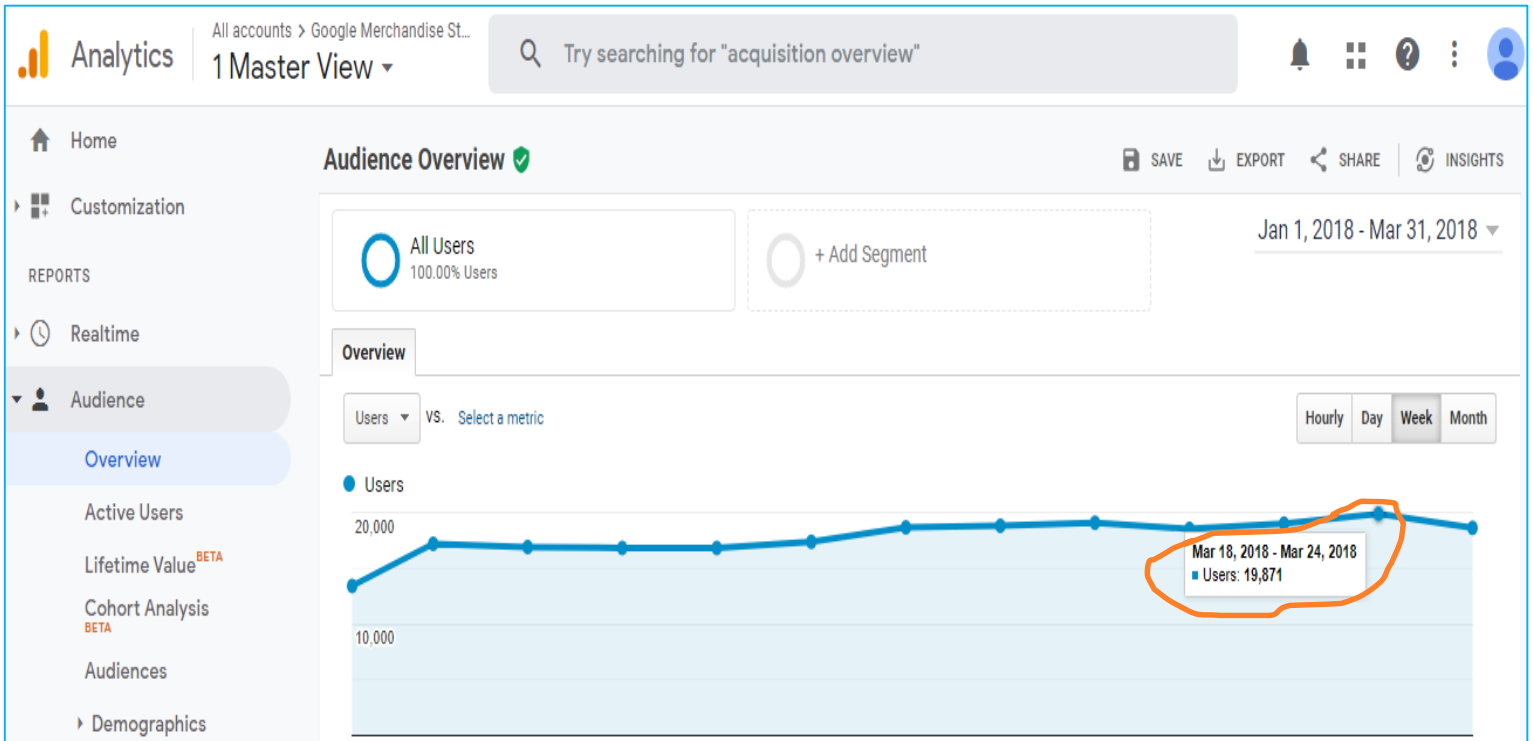 Analytics
All accounts > Google Merchandise St...
1 Master View
Try searching for "acquisition overview"
Home
Customization
REPORTS
Realtime
Audience
Overview
Active Users
Lifetime Value BETA
Cohort Analysis
BETA
Audiences
Demographics
Audience Overview
SAVE
EXPORT
SHARE
INSIGHTS
All Users
100.00% Users
+ Add Segment
Jan 1, 2018 - Mar 31, 2018
Overview
Users
VS.
Select a metric
Hourly
Day
Week
Month
Users
20,000
10,000
Mar 18, 2018 - Mar 24, 2018
Users: 19,871